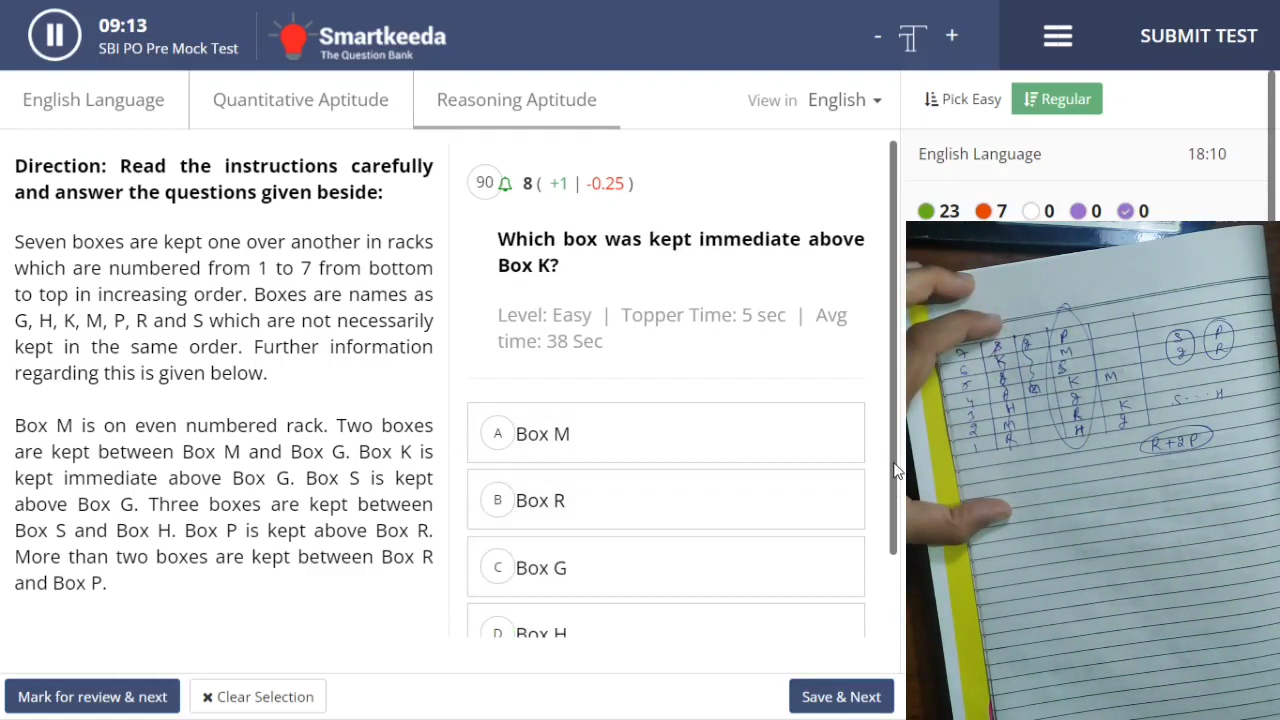 09:13
SBI PO Pre Mock Test
Smartkeeda
The Question Bank
- T +
SUBMIT TEST
English Language
Quantitative Aptitude
Reasoning Aptitude
View in English
Pick Easy
Regular
Direction: Read the instructions carefully
and answer the questions given beside:
Seven boxes are kept one over another in racks
which are numbered from 1 to 7 from bottom
to top in increasing order. Boxes are names as
G, H, K, M, P, R and S which are not necessarily
kept in the same order. Further information
regarding this is given below.
Box M is on even numbered rack. Two boxes
are kept between Box M and Box G. Box K is
kept immediate above Box G. Box S is kept
above Box G. Three boxes are kept between
Box S and Box H. Box P is kept above Box R.
More than two boxes are kept between Box R
and Box P.
90 8 ( +1 | -0.25 )
Which box was kept immediate above
Box K?
Level: Easy | Topper Time: 5 sec | Avg
time: 38 Sec
A Box M
B Box R
C Box G
D Box H
Mark for review & next
Clear Selection
Save & Next
English Language 18:10
23 7 0 0 0
7
6
5
4
3
2
1
P
M
S
K
g
R
H
M
K
g
S
g
P
R
S . . . H
R + 2P